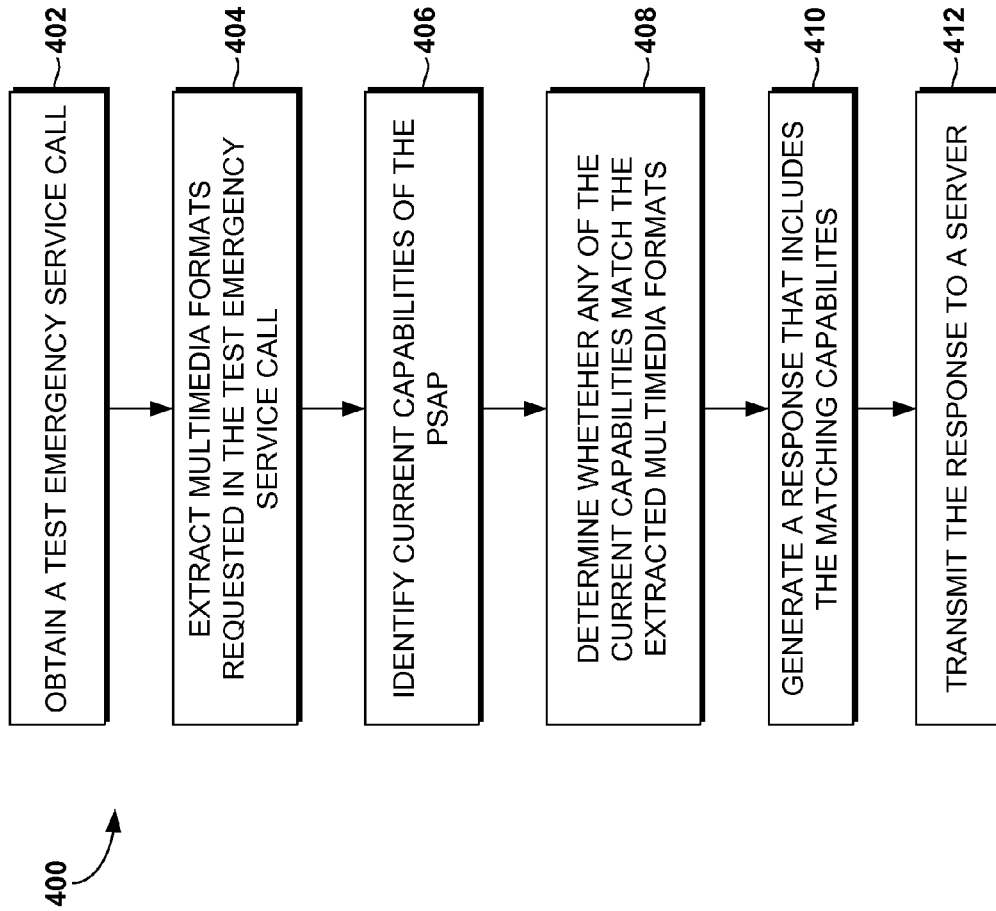 400
OBTAIN A TEST EMERGENCY SERVICE CALL
402
EXTRACT MULTIMEDIA FORMATS
REQUESTED IN THE TEST EMERGENCY
SERVICE CALL
404
IDENTIFY CURRENT CAPABILITIES OF THE
PSAP
406
DETERMINE WHETHER ANY OF THE
CURRENT CAPABILITIES MATCH THE
EXTRACTED MULTIMEDIA FORMATS
408
GENERATE A RESPONSE THAT INCLUDES
THE MATCHING CAPABILITES
410
TRANSMIT THE RESPONSE TO A SERVER
412